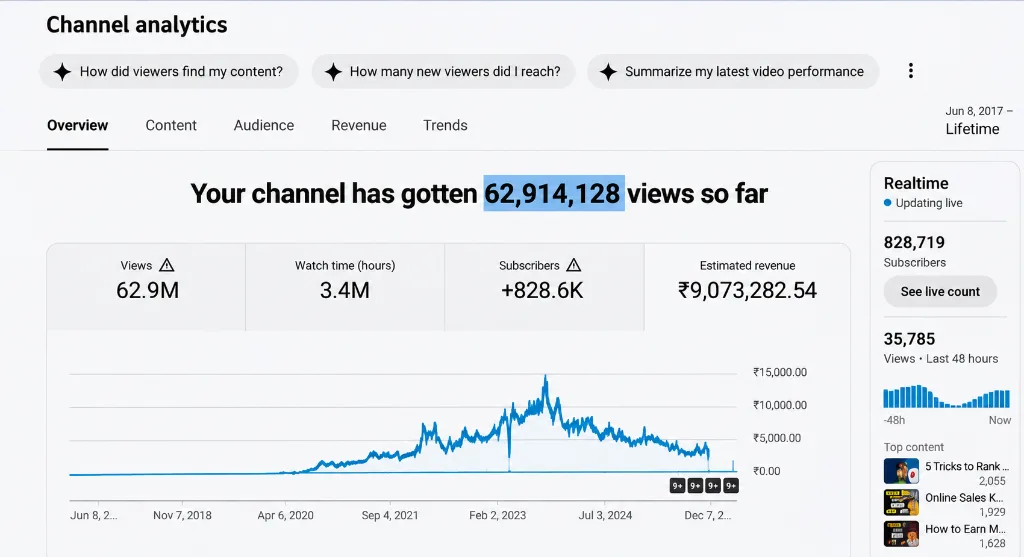 Channel analytics
How did viewers find my content?
How many new viewers did I reach?
Summarize my latest video performance
Overview
Content
Audience
Revenue
Trends
Jun 8, 2017 –
Lifetime
Your channel has gotten 62,914,128 views so far
Views
62.9M
Watch time (hours)
3.4M
Subscribers
+828.6K
Estimated revenue
₹9,073,282.54
₹15,000.00
₹10,000.00
₹5,000.00
₹0.00
9+ 9+ 9+ 9+
Jun 8, 2...
Nov 7, 2018
Apr 6, 2020
Sep 4, 2021
Feb 2, 2023
Jul 3, 2024
Dec 7, 2...
Realtime
Updating live
828,719
Subscribers
See live count
35,785
Views • Last 48 hours
-48h
Now
Top content
5 Tricks to Rank ...
2,055
Online Sales K...
1,929
How to Earn M...
1,628